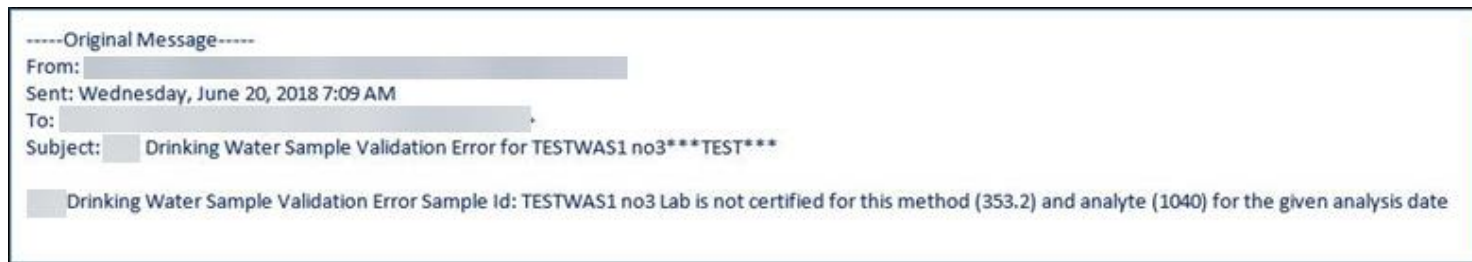 -----Original Message-----
From:
Sent: Wednesday, June 20, 2018 7:09 AM
To:
Subject: Drinking Water Sample Validation Error for TESTWAS1 no3***TEST***
Drinking Water Sample Validation Error Sample Id: TESTWAS1 no3 Lab is not certified for this method (353.2) and analyte (1040) for the given analysis date